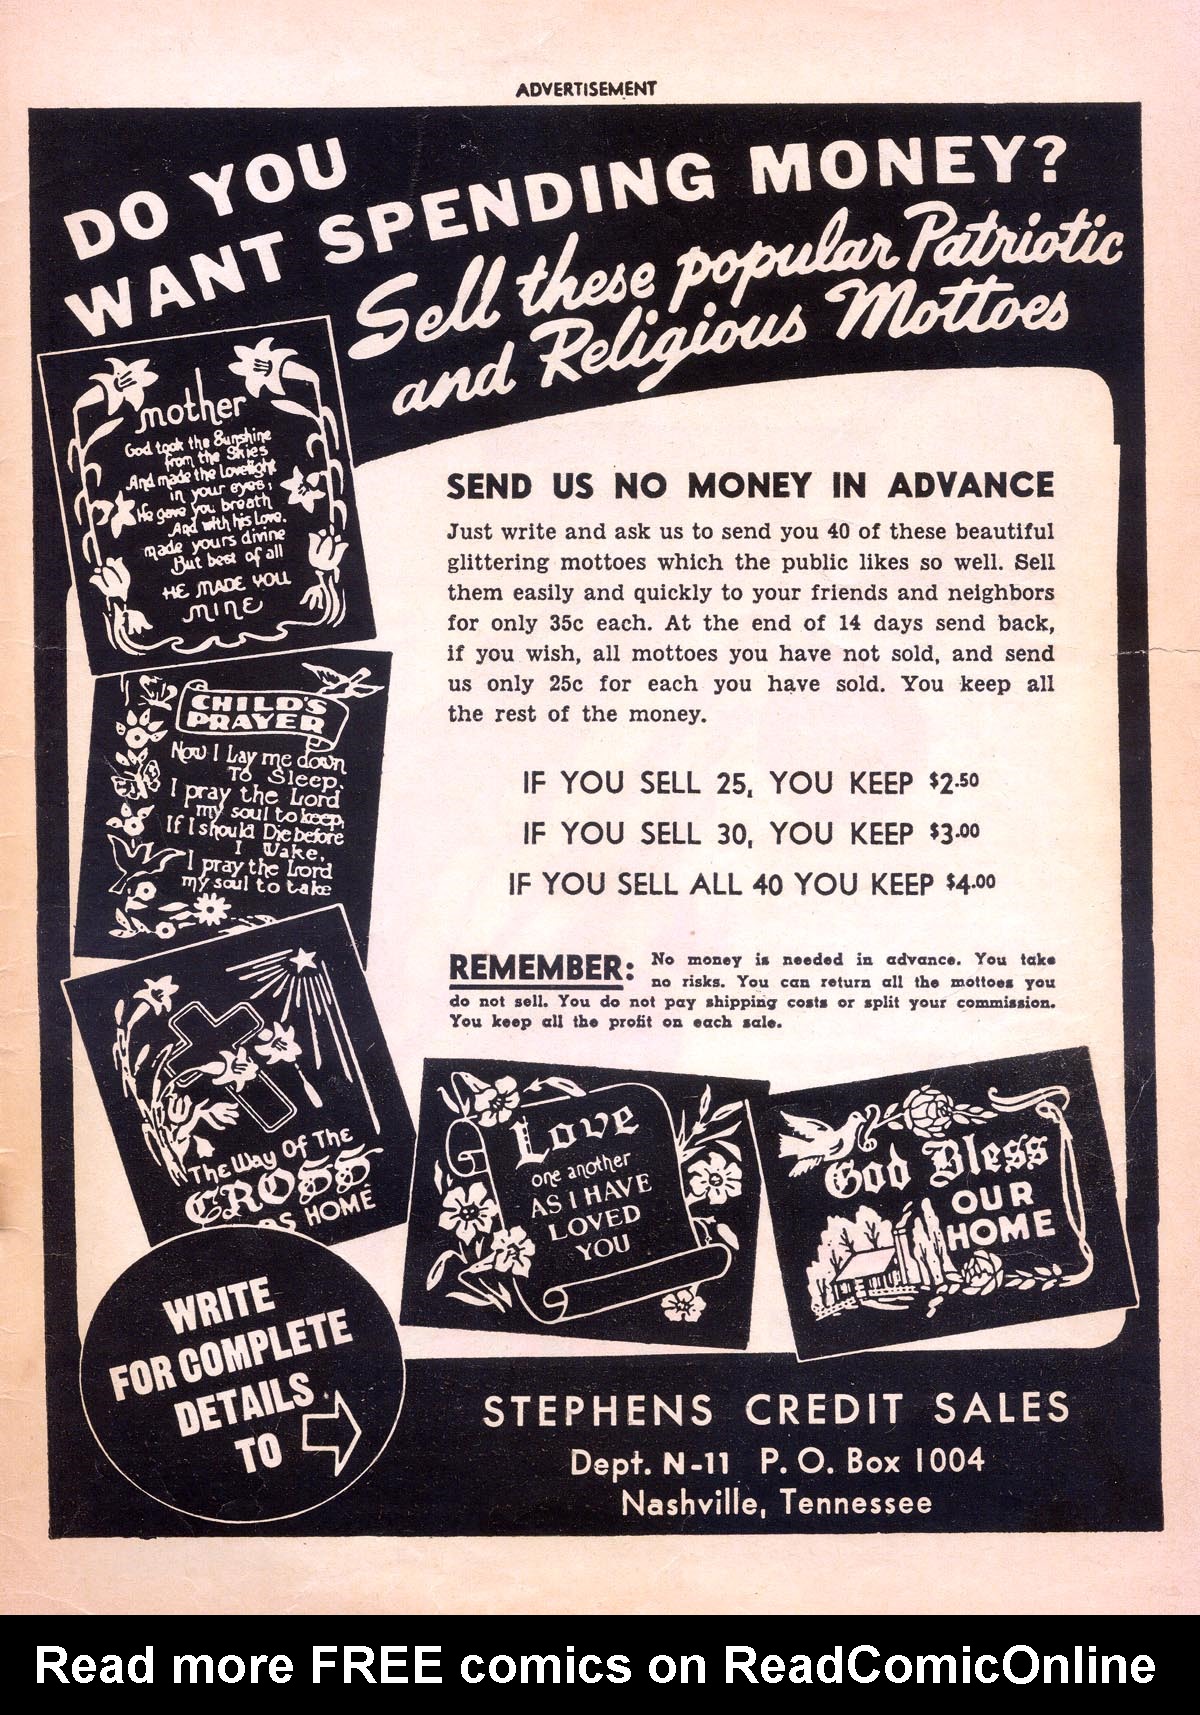 ADVERTISEMENT
DO YOU
WANT SPENDING MONEY?
Sell these popular Patriotic
and Religious Mottoes
mother
God took the Sunshine
from the Skies
And made the Lovelight
in your eyes;
He gave you breath
And with his Love.
made yours divine
But best of all
HE MADE YOU
MINE
CHILD'S
PRAYER
Now I Lay me down
To Sleep,
I pray the Lord
my soul to keep,
If I should Die before
I Wake,
I pray the Lord
my soul to take
The Way Of The
CROSS
DS HOME
SEND US NO MONEY IN ADVANCE
Just write and ask us to send you 40 of these beautiful
glittering mottoes which the public likes so well. Sell
them easily and quickly to your friends and neighbors
for only 35c each. At the end of 14 days send back,
if you wish, all mottoes you have not sold, and send
us only 25c for each you have sold. You keep all
the rest of the money.
IF YOU SELL 25, YOU KEEP $2.50
IF YOU SELL 30, YOU KEEP $3.00
IF YOU SELL ALL 40 YOU KEEP $4.00
REMEMBER: No money is needed in advance. You take
no risks. You can return all the mottoes you
do not sell. You do not pay shipping costs or split your commission.
You keep all the profit on each sale.
Love
one another
AS I HAVE
LOVED
YOU
God Bless
OUR
HOME
WRITE
FOR COMPLETE
DETAILS
TO
STEPHENS CREDIT SALES
Dept. N-11 P. O. Box 1004
Nashville, Tennessee
Read more FREE comics on ReadComicOnline